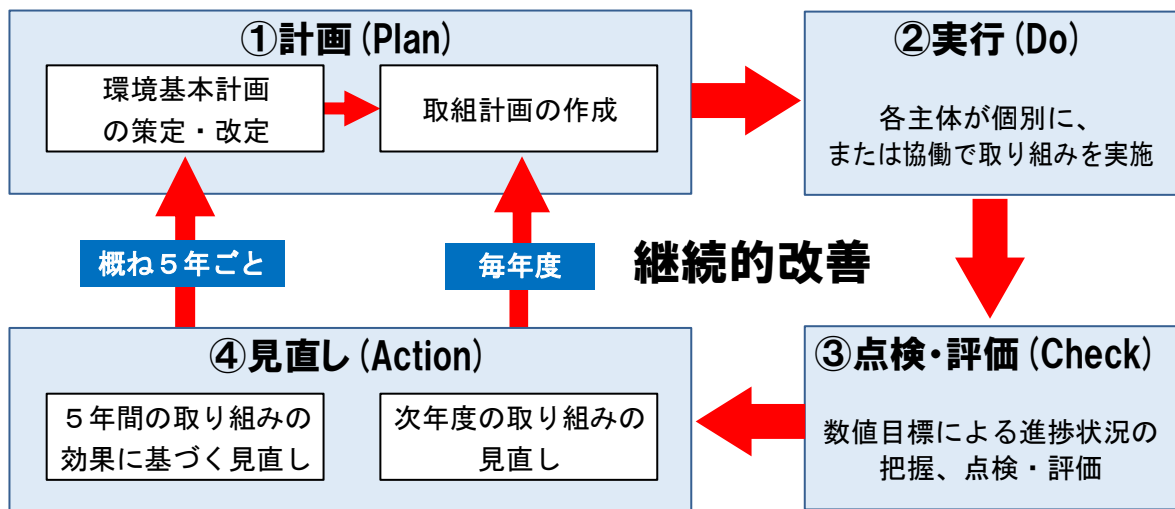 ①計画(Plan)
環境基本計画
の策定・改定
取組計画の作成
②実行(Do)
各主体が個別に、
または協働で取り組みを実施
概ね５年ごと
毎年度
継続的改善
③点検・評価(Check)
数値目標による進捗状況の
把握、点検・評価
④見直し(Action)
５年間の取り組みの
効果に基づく見直し
次年度の取り組みの
見直し